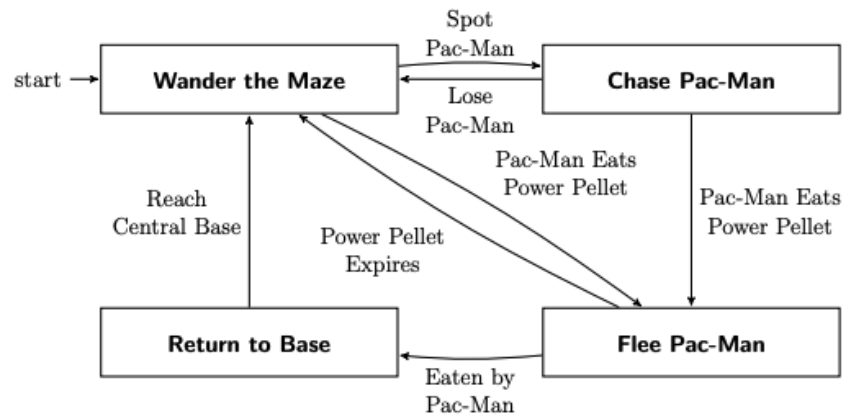 Spot
Pac-Man
start
Wander the Maze
Chase Pac-Man
Lose
Pac-Man
Pac-Man Eats
Power Pellet
Pac-Man Eats
Power Pellet
Reach
Central Base
Power Pellet
Expires
Return to Base
Flee Pac-Man
Eaten by
Pac-Man